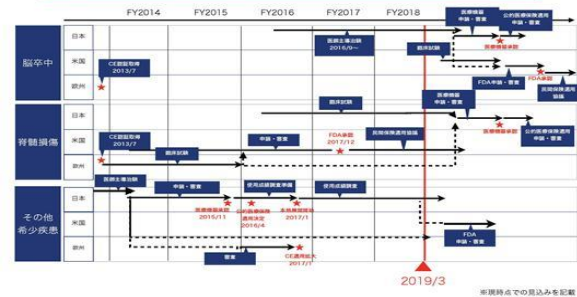 FY2014 FY2015 FY2016 FY2017 FY2018
脳卒中
日本
医師主導治験
2016/9～
医療機器
申請・審査
公的医療保険適用
申請・審査
医療機器承認
米国
臨床試験
FDA申請・審査
FDA承認
民間保険適用
協議
欧州
CE認証取得
2013/7
脊髄損傷
日本
臨床試験
医療機器
申請・審査
医療機器承認
公的医療保険適用
申請・審査
米国
CE認証取得
2013/7
申請・審査
FDA承認
2017/12
民間保険適用協議
欧州
臨床試験
その他
希少疾患
日本
医師主導治験
申請・審査
医療機器承認
2015/11
使用成績調査準備
公的医療保険
適用決定
2016/4
使用成績調査
2017/1
米国
FDA
申請・審査
欧州
審査
CE適用拡大
2017/1
2019/3
※現時点での見込みを記載